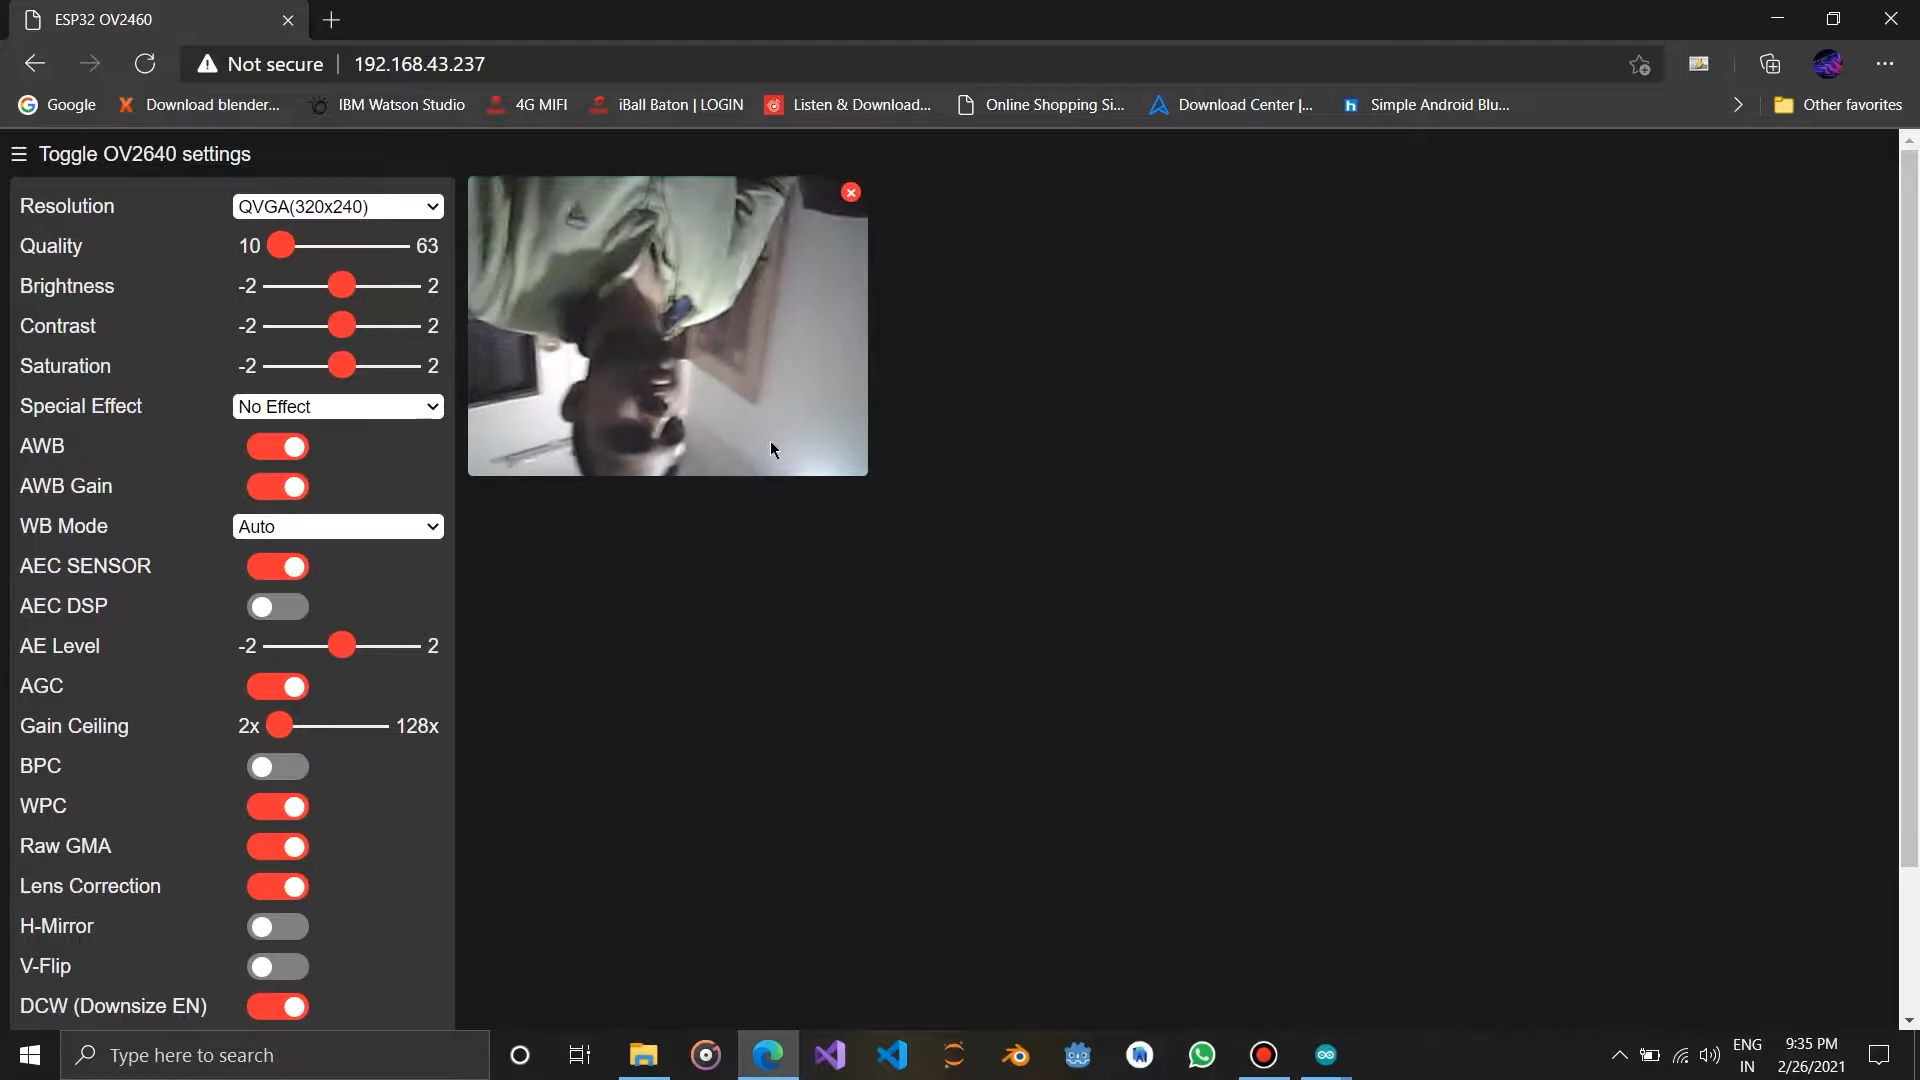 ESP32 OV2460
Not secure 192.168.43.237
Google Download blender... IBM Watson Studio 4G MIFI iBall Baton | LOGIN Listen & Download... Online Shopping Si... Download Center |... Simple Android Blu... Other favorites
☰ Toggle OV2640 settings
Resolution QVGA(320x240)
Quality 10 63
Brightness -2 2
Contrast -2 2
Saturation -2 2
Special Effect No Effect
AWB
AWB Gain
WB Mode Auto
AEC SENSOR
AEC DSP
AE Level -2 2
AGC
Gain Ceiling 2x 128x
BPC
WPC
Raw GMA
Lens Correction
H-Mirror
V-Flip
DCW (Downsize EN)
Type here to search
ENG
IN
9:35 PM
2/26/2021